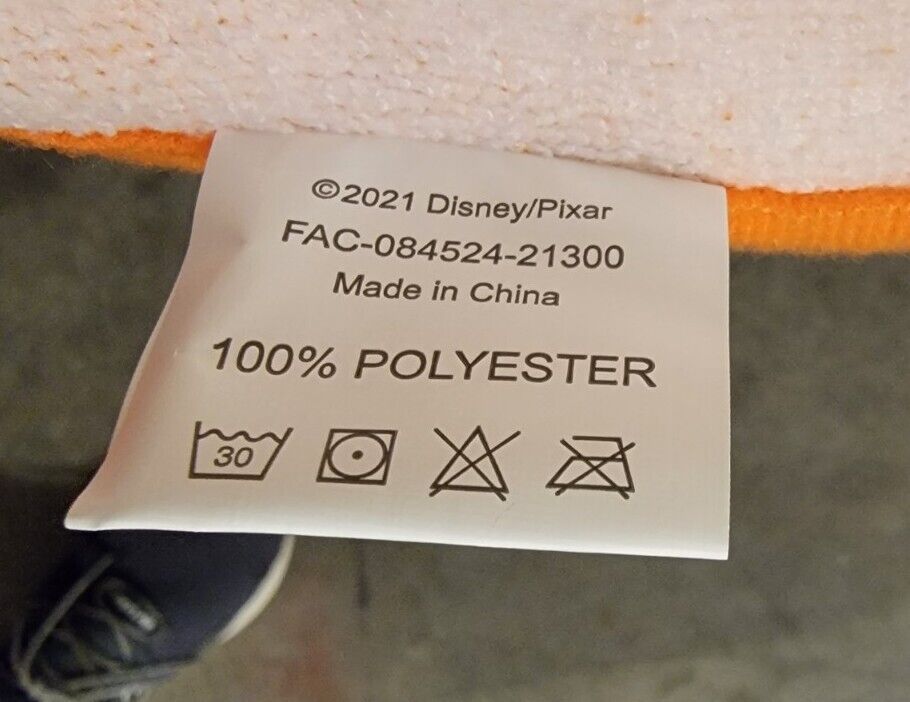 ©2021 Disney/Pixar
FAC-084524-21300
Made in China
100% POLYESTER
30